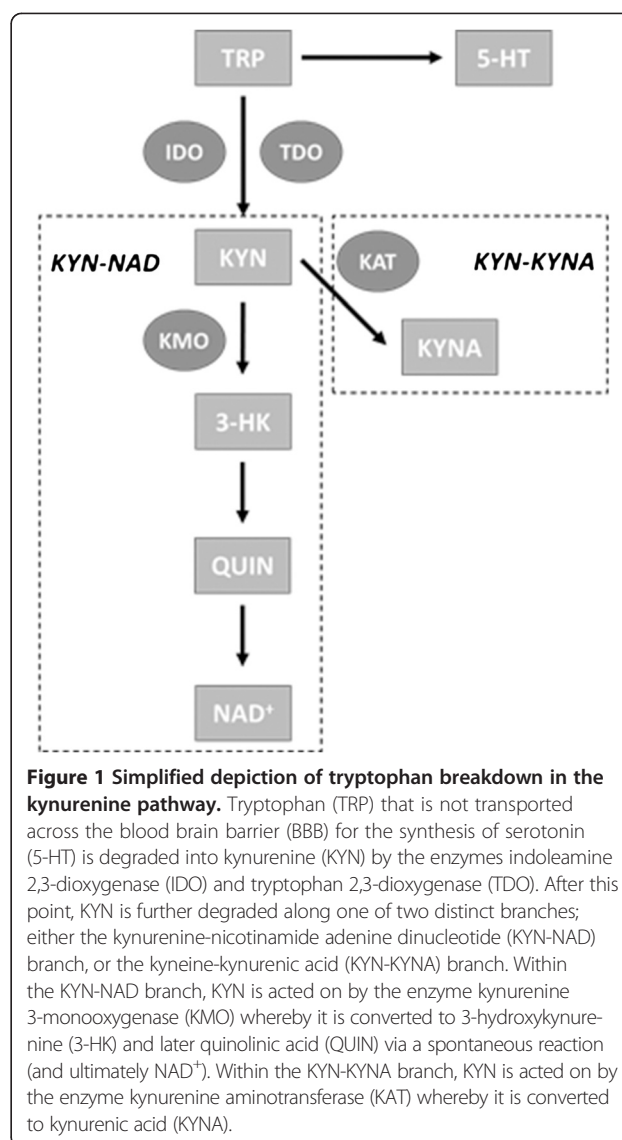 TRP 5-HT
IDO TDO
KYN-NAD KYN KAT KYN-KYNA
KMO KYNA
3-HK
QUIN
NAD+
Figure 1 Simplified depiction of tryptophan breakdown in the
kynurenine pathway. Tryptophan (TRP) that is not transported
across the blood brain barrier (BBB) for the synthesis of serotonin
(5-HT) is degraded into kynurenine (KYN) by the enzymes indoleamine
2,3-dioxygenase (IDO) and tryptophan 2,3-dioxygenase (TDO). After this
point, KYN is further degraded along one of two distinct branches;
either the kynurenine-nicotinamide adenine dinucleotide (KYN-NAD)
branch, or the kyneine-kynurenic acid (KYN-KYNA) branch. Within
the KYN-NAD branch, KYN is acted on by the enzyme kynurenine
3-monooxygenase (KMO) whereby it is converted to 3-hydroxykynure-
nine (3-HK) and later quinolinic acid (QUIN) via a spontaneous reaction
(and ultimately NAD+). Within the KYN-KYNA branch, KYN is acted on by
the enzyme kynurenine aminotransferase (KAT) whereby it is converted
to kynurenic acid (KYNA).